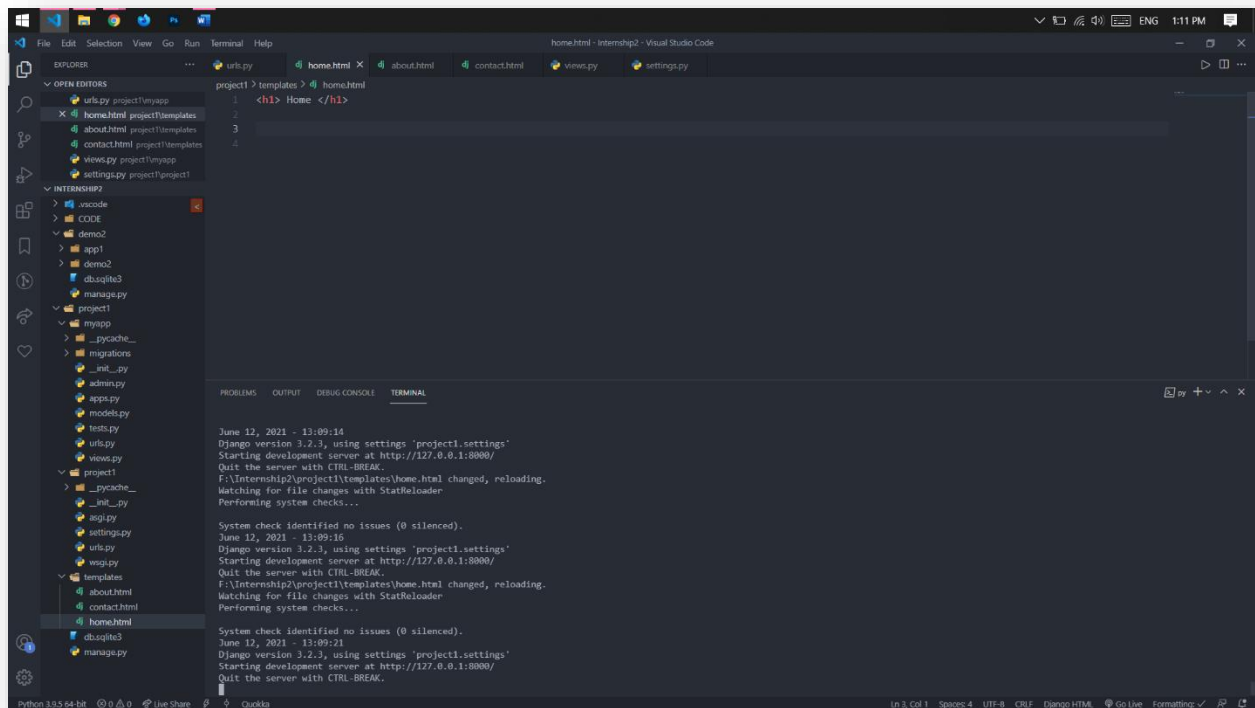 ENG 1:11 PM
File Edit Selection View Go Run Terminal Help
home.html - Internship2 - Visual Studio Code
EXPLORER
urls.py home.html about.html contact.html views.py settings.py
OPEN EDITORS
urls.py project1\myapp
home.html project1\templates
about.html project1\templates
contact.html project1\templates
views.py project1\myapp
settings.py project1\project1
project1 > templates > home.html
1 <h1> Home </h1>
2
3
4
INTERNSHIP2
.vscode
CODE
demo2
app1
demo2
db.sqlite3
manage.py
project1
myapp
__pycache__
migrations
__init__.py
admin.py
apps.py
models.py
tests.py
urls.py
views.py
project1
__pycache__
__init__.py
asgi.py
settings.py
urls.py
wsgi.py
templates
about.html
contact.html
home.html
db.sqlite3
manage.py
PROBLEMS OUTPUT DEBUG CONSOLE TERMINAL
py
June 12, 2021 - 13:09:14
Django version 3.2.3, using settings 'project1.settings'
Starting development server at http://127.0.0.1:8000/
Quit the server with CTRL-BREAK.
F:\Internship2\project1\templates\home.html changed, reloading.
Watching for file changes with StatReloader
Performing system checks...
System check identified no issues (0 silenced).
June 12, 2021 - 13:09:16
Django version 3.2.3, using settings 'project1.settings'
Starting development server at http://127.0.0.1:8000/
Quit the server with CTRL-BREAK.
F:\Internship2\project1\templates\home.html changed, reloading.
Watching for file changes with StatReloader
Performing system checks...
System check identified no issues (0 silenced).
June 12, 2021 - 13:09:21
Django version 3.2.3, using settings 'project1.settings'
Starting development server at http://127.0.0.1:8000/
Quit the server with CTRL-BREAK.
Python 3.9.5 64-bit 0 0 Live Share Quokka Ln 3, Col 1 Spaces: 4 UTF-8 CRLF Django HTML Go Live Formatting: ✓